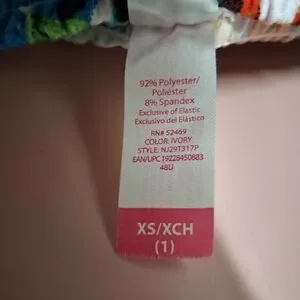 92% Polyester/
Poliéster
8% Spandex
Exclusive of Elastic
Exclusivo del Elástico
RN# 52469
COLOR: IVORY
STYLE: NJ29T317P
EAN/UPC 19228450883
48U
XS/XCH
(1)